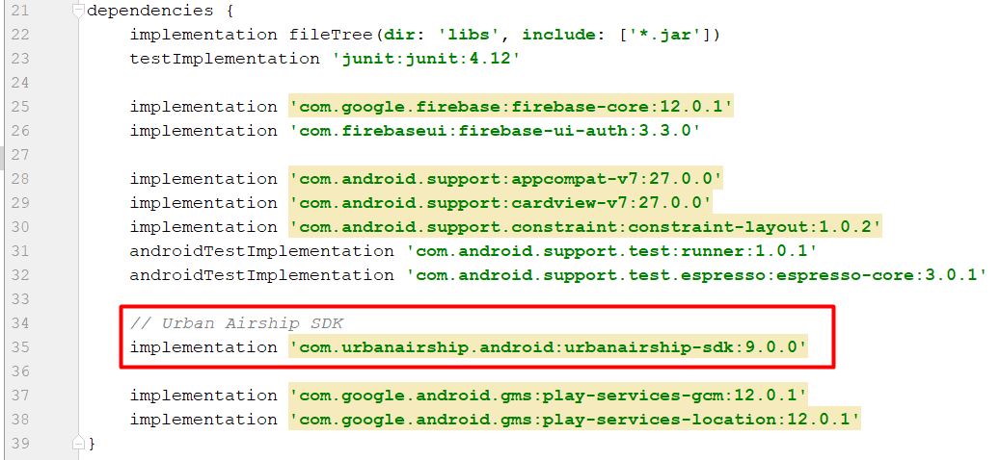 21 dependencies {
22 implementation fileTree(dir: 'libs', include: ['*.jar'])
23 testImplementation 'junit:junit:4.12'
24
25 implementation 'com.google.firebase:firebase-core:12.0.1'
26 implementation 'com.firebaseui:firebase-ui-auth:3.3.0'
27
28 implementation 'com.android.support:appcompat-v7:27.0.0'
29 implementation 'com.android.support:cardview-v7:27.0.0'
30 implementation 'com.android.support.constraint:constraint-layout:1.0.2'
31 androidTestImplementation 'com.android.support.test:runner:1.0.1'
32 androidTestImplementation 'com.android.support.test.espresso:espresso-core:3.0.1'
33
34 // Urban Airship SDK
35 implementation 'com.urbanairship.android:urbanairship-sdk:9.0.0'
36
37 implementation 'com.google.android.gms:play-services-gcm:12.0.1'
38 implementation 'com.google.android.gms:play-services-location:12.0.1'
39 }